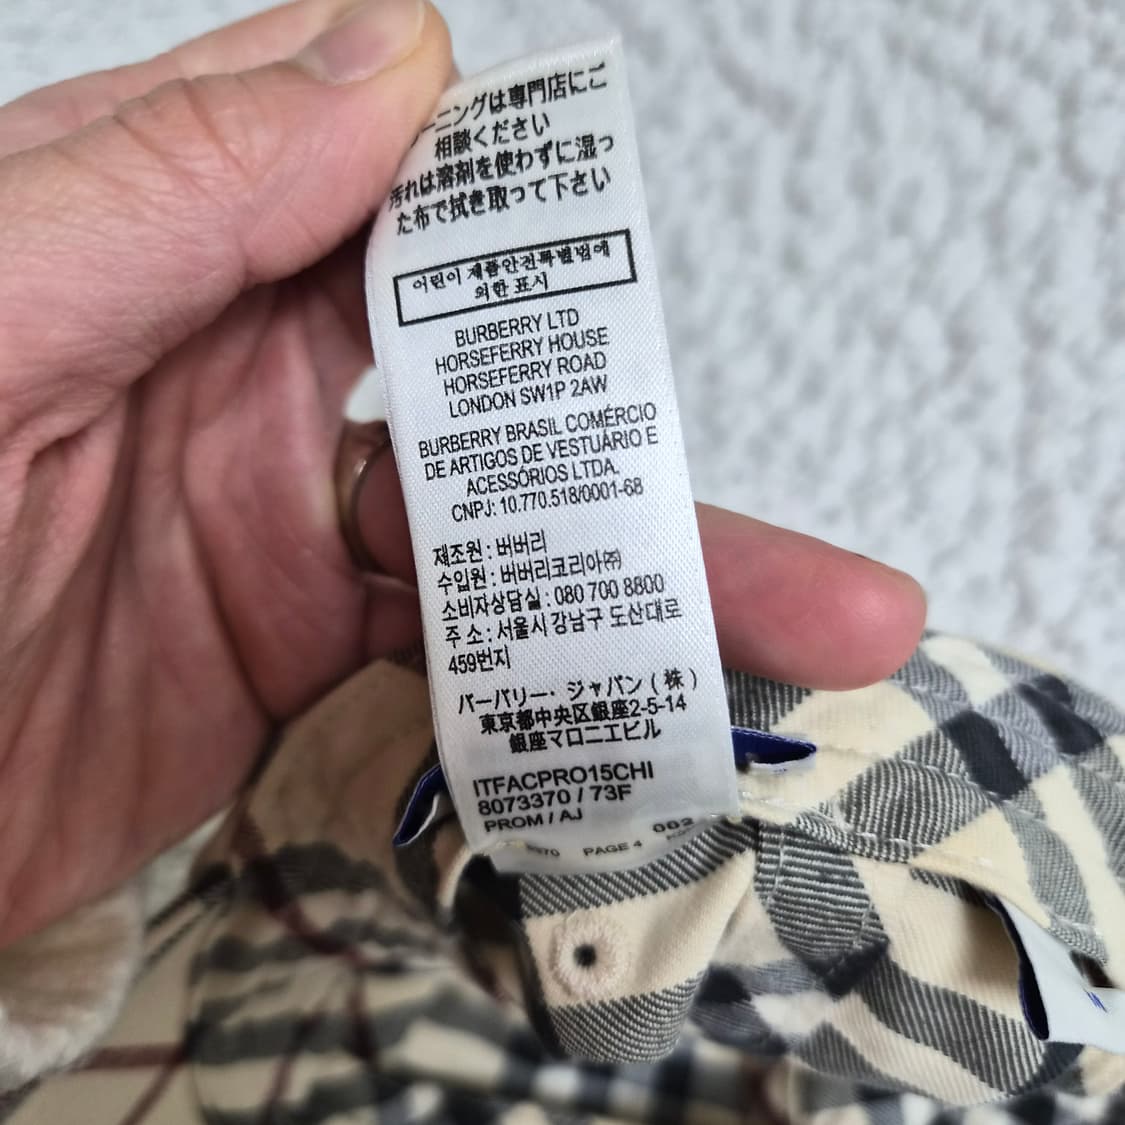 ーニングは専門店にご
相談ください
汚れは溶剤を使わずに湿っ
た布で拭き取って下さい
어린이 제품안전특별법에
의한 표시
BURBERRY LTD
HORSEFERRY HOUSE
HORSEFERRY ROAD
LONDON SW1P 2AW
BURBERRY BRASIL COMÉRCIO
DE ARTIGOS DE VESTUÁRIO E
ACESSÓRIOS LTDA.
CNPJ: 10.770.518/0001-68
제조원 : 버버리
수입원 : 버버리코리아㈜
소비자상담실 : 080 700 8800
주 소 : 서울시 강남구 도산대로
459번지
バーバリー・ジャパン ( 株 )
東京都中央区銀座2-5-14
銀座マロニエビル
ITFACPRO15CHI
8073370 / 73F
PROM / AJ
002
3370 PAGE 4